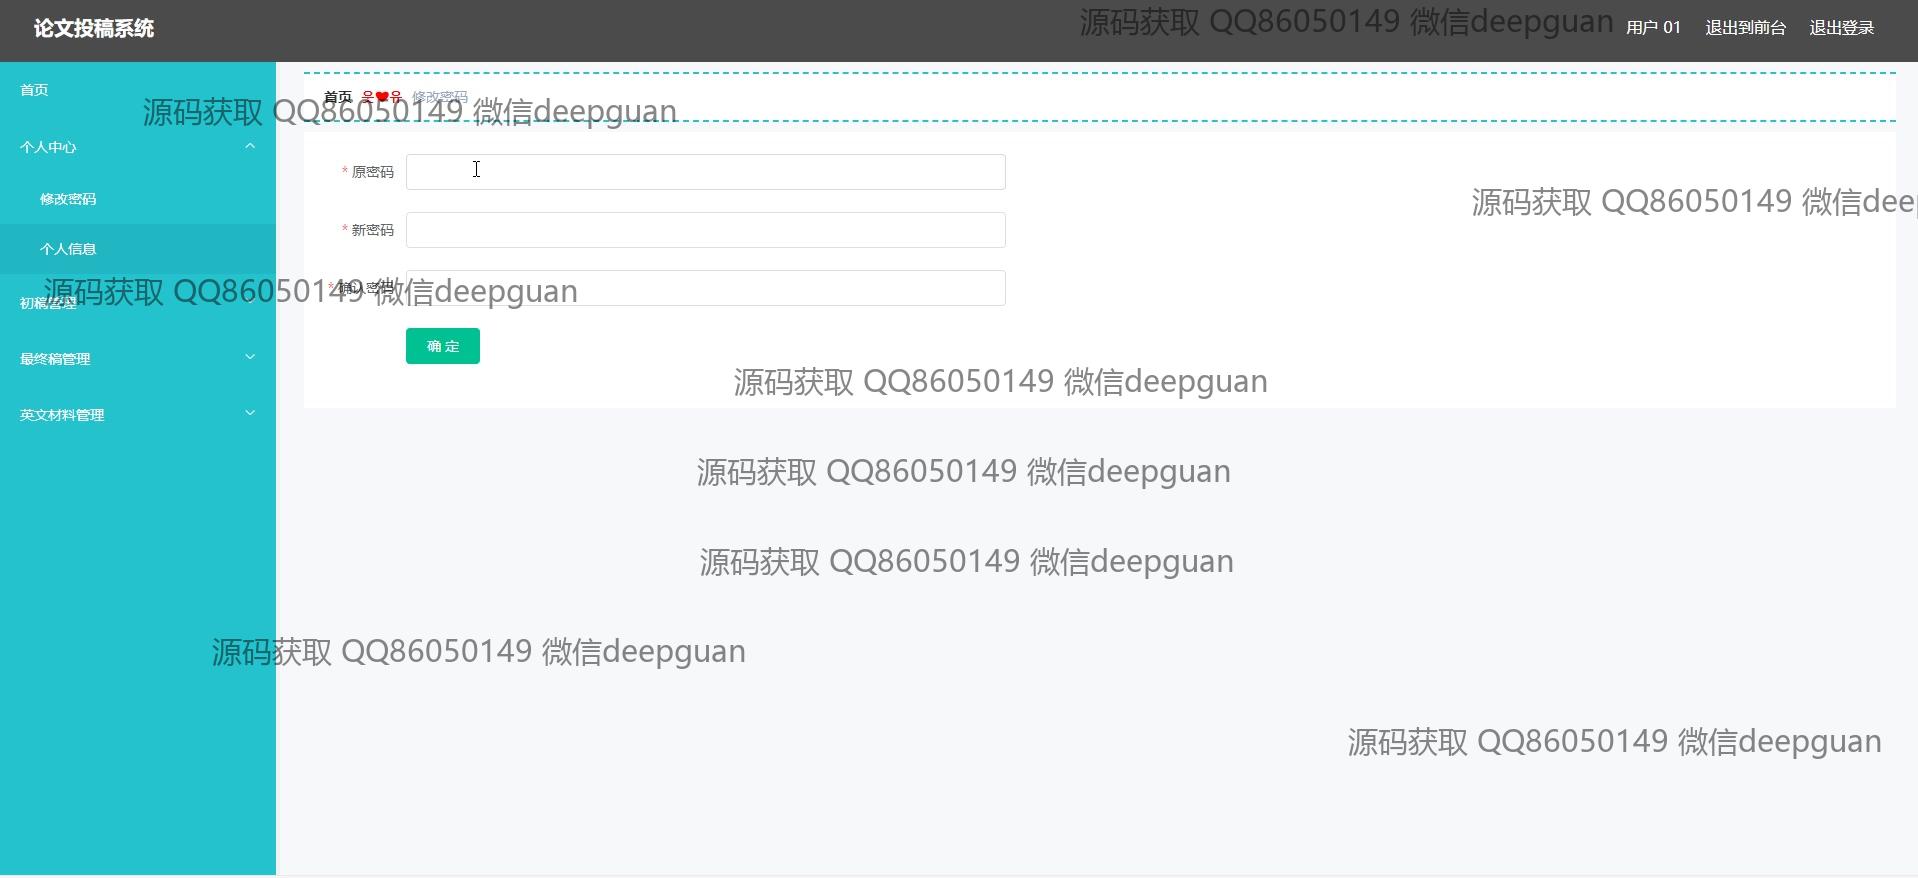 论文投稿系统
源码获取 QQ86050149 微信deepguan
用户 01
退出到前台
退出登录
首页
首页 웃❤유 修改密码
源码获取 QQ86050149 微信deepguan
个人中心
* 原密码
修改密码
源码获取 QQ86050149 微信deep
* 新密码
个人信息
* 确认密码
源码获取 QQ86050149 微信deepguan
初稿管理
确 定
最终稿管理
源码获取 QQ86050149 微信deepguan
英文材料管理
源码获取 QQ86050149 微信deepguan
源码获取 QQ86050149 微信deepguan
源码获取 QQ86050149 微信deepguan
源码获取 QQ86050149 微信deepguan